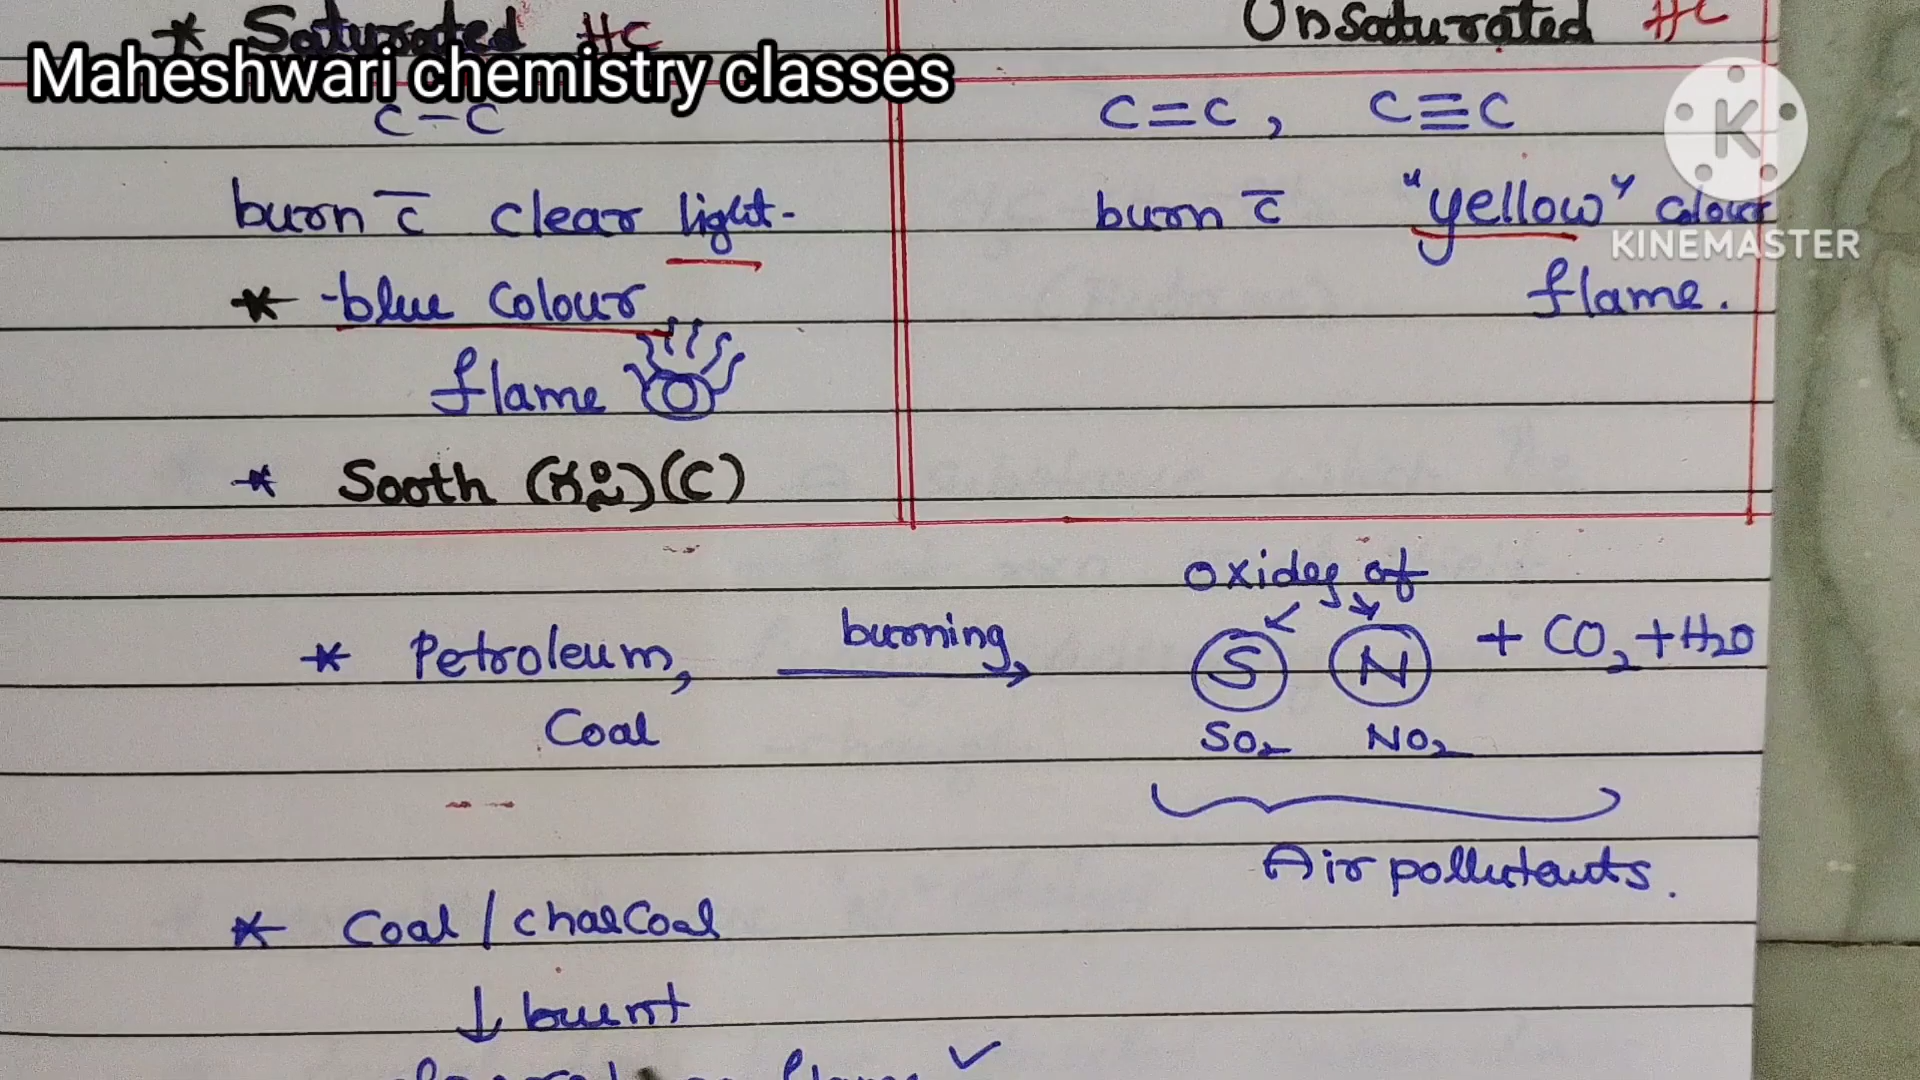 * Saturated HC
Unsaturated HC
Maheshwari chemistry classes
C-C
C=C, C≡C
burn c̅ clear light-
burn c̅ "yellow" colour
KINEMASTER
* -blue colour
flame.
flame
* Sooth (ಮಸಿ) (C)
oxides of
* Petroleum, burning → S N + CO₂ + H₂O
Coal
SO₂ NO₂
Air pollutants.
* Coal / charcoal
↓ burnt